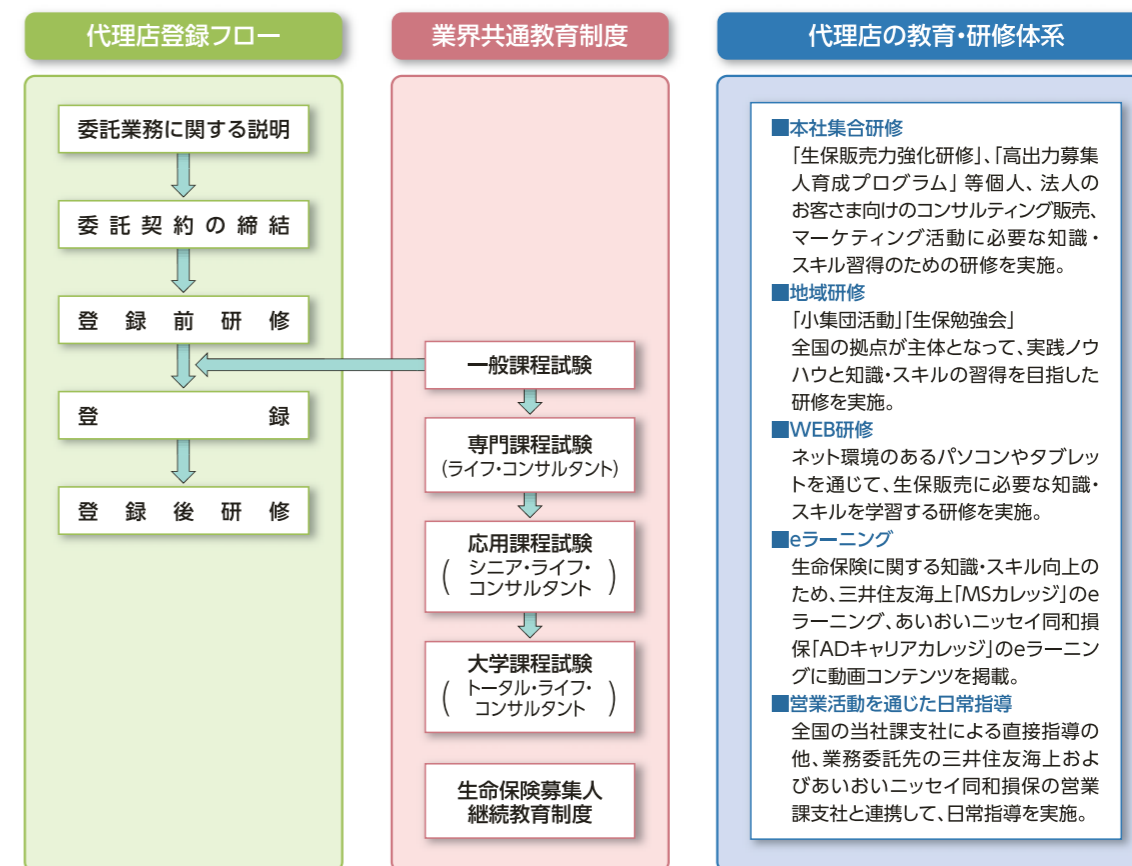 代理店登録フロー
委託業務に関する説明
委託契約の締結
登録前研修
登録
登録後研修
業界共通教育制度
一般課程試験
専門課程試験
(ライフ・コンサルタント)
応用課程試験
(シニア・ライフ・
コンサルタント)
大学課程試験
(トータル・ライフ・
コンサルタント)
生命保険募集人
継続教育制度
代理店の教育・研修体系
■本社集合研修
「生保販売力強化研修」、「高出力募集
人育成プログラム」等個人、法人の
お客さま向けのコンサルティング販売、
マーケティング活動に必要な知識・
スキル習得のための研修を実施。
■地域研修
「小集団活動」「生保勉強会」
全国の拠点が主体となって、実践ノウ
ハウと知識・スキルの習得を目指した
研修を実施。
■WEB研修
ネット環境のあるパソコンやタブレッ
トを通じて、生保販売に必要な知識・
スキルを学習する研修を実施。
■eラーニング
生命保険に関する知識・スキル向上の
ため、三井住友海上「MSカレッジ」のe
ラーニング、あいおいニッセイ同和損
保「ADキャリアカレッジ」のeラーニン
グに動画コンテンツを掲載。
■営業活動を通じた日常指導
全国の当社課支社による直接指導の
他、業務委託先の三井住友海上およ
びあいおいニッセイ同和損保の営業
課支社と連携して、日常指導を実施。